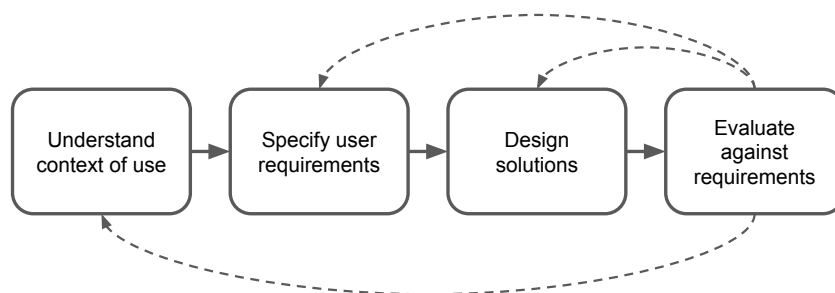 Understand
context of use
Specify user
requirements
Design
solutions
Evaluate
against
requirements